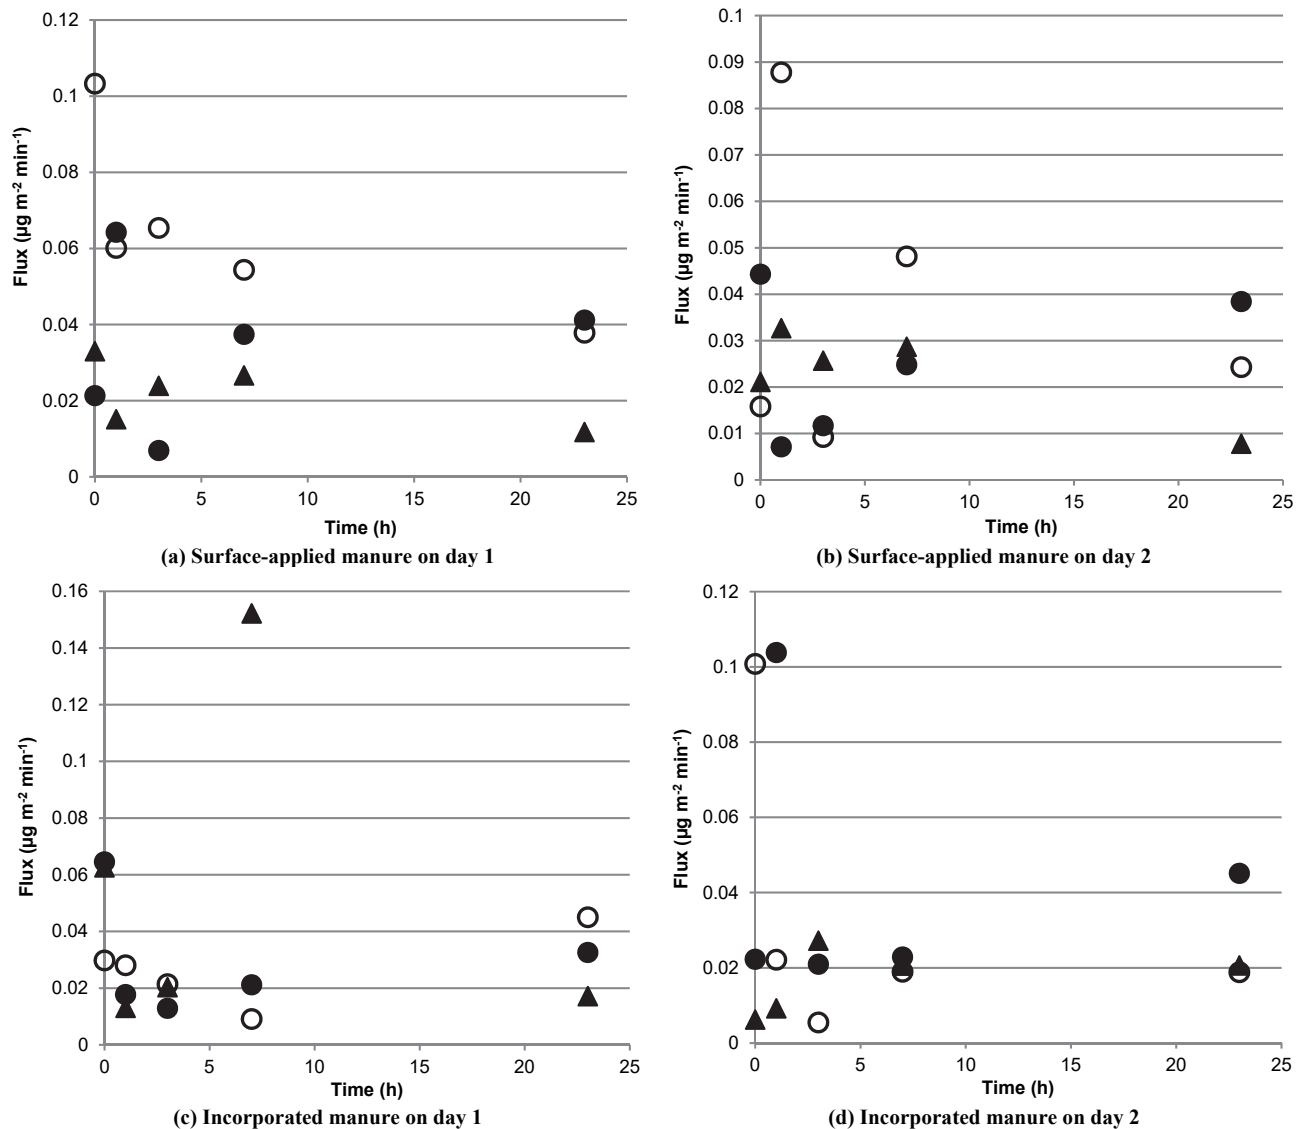 0.12
0.1
0.08
0.06
0.04
0.02
0
0 5 10 15 20 25
Flux (µg m⁻² min⁻¹)
Time (h)
(a) Surface-applied manure on day 1
0.1
0.09
0.08
0.07
0.06
0.05
0.04
0.03
0.02
0.01
0
0 5 10 15 20 25
Flux (µg m⁻² min⁻¹)
Time (h)
(b) Surface-applied manure on day 2
0.16
0.14
0.12
0.1
0.08
0.06
0.04
0.02
0
0 5 10 15 20 25
Flux (µg m⁻² min⁻¹)
Time (h)
(c) Incorporated manure on day 1
0.12
0.1
0.08
0.06
0.04
0.02
0
0 5 10 15 20 25
Flux (µg m⁻² min⁻¹)
Time (h)
(d) Incorporated manure on day 2